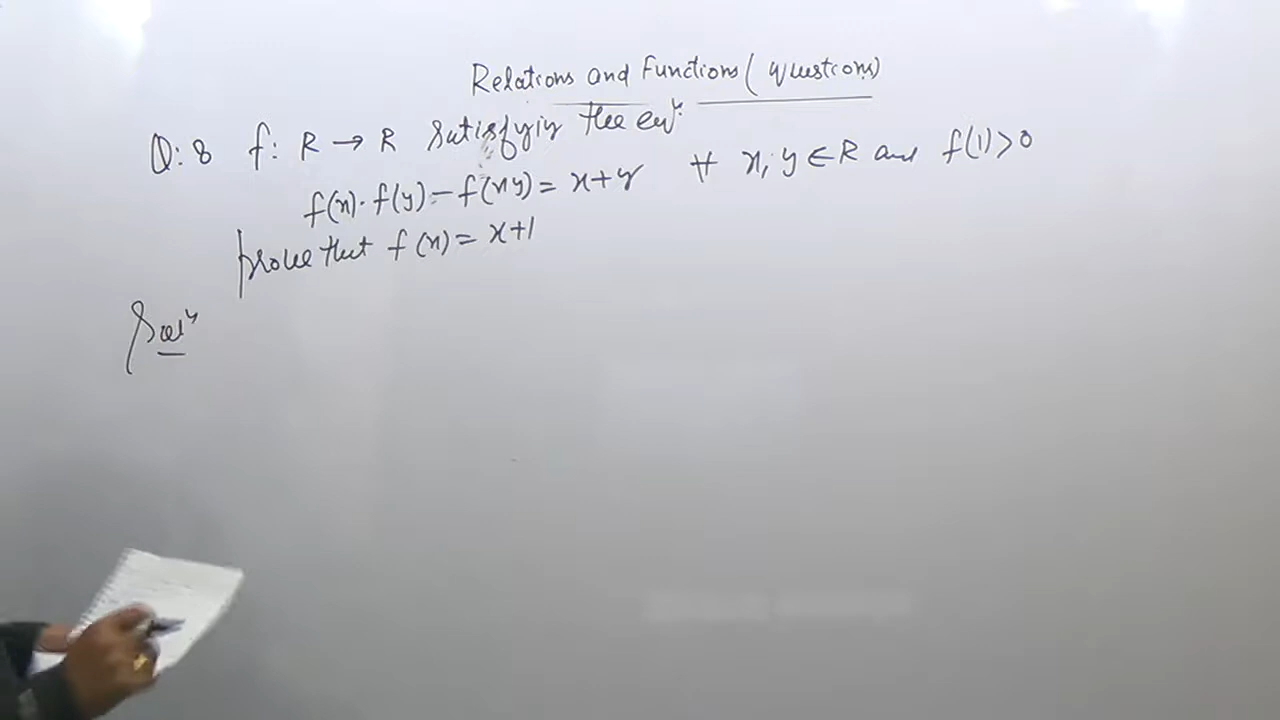 Relations and Functions (Questions)
Q: 8 f: R → R Satisfying the eqⁿ.
f(x). f(y) - f(xy) = x+y ∀ x, y ∈ R and f(1)>0
prove that f(x) = x+1
Solⁿ